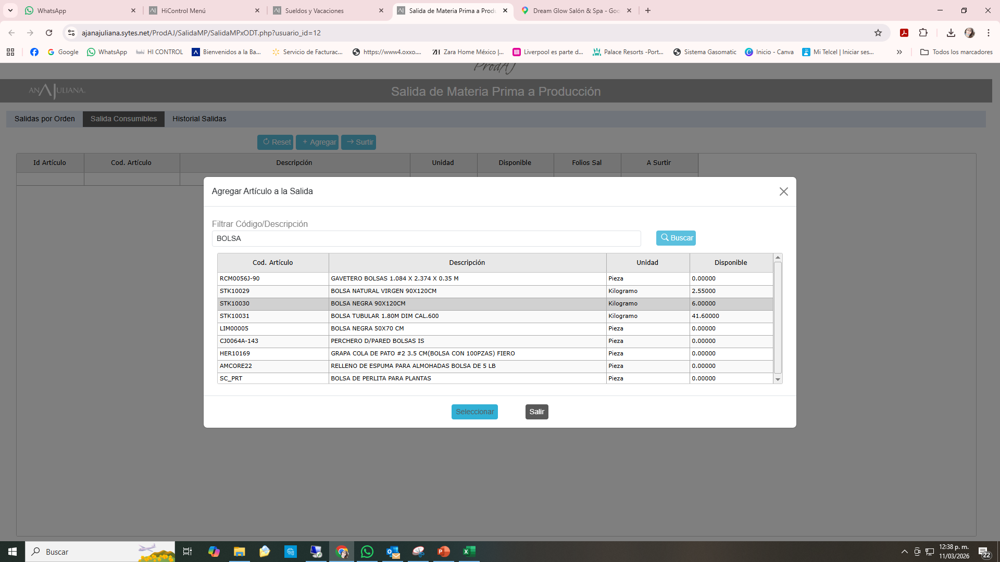 WhatsApp
HiControl Menú
Sueldos y Vacaciones
Salida de Materia Prima a Produ
Dream Glow Salón & Spa - Goo
ajanajuliana.sytes.net/ProdAJ/SalidaMP/SalidaMPxODT.php?usuario_id=12
Google
WhatsApp
HI CONTROL
Bienvenidos a la Ba...
Servicio de Facturac...
https://www4.oxxo....
ZH Zara Home México |...
Liverpool es parte d...
Palace Resorts -Port...
Sistema Gasomatic
Inicio - Canva
Mi Telcel | Iniciar ses...
Todos los marcadores
ProdAJ
ANAJULIANA.
Salida de Materia Prima a Producción
Salidas por Orden
Salida Consumibles
Historial Salidas
Reset
+ Agregar
Surtir
Id Artículo Cod. Artículo Descripción Unidad Disponible Folios Sal A Surtir
Agregar Artículo a la Salida
Filtrar Código/Descripción
BOLSA
Buscar
Cod. Artículo Descripción Unidad Disponible
RCM0056J-90 GAVETERO BOLSAS 1.084 X 2.374 X 0.35 M Pieza 0.00000
STK10029 BOLSA NATURAL VIRGEN 90X120CM Kilogramo 2.55000
STK10030 BOLSA NEGRA 90X120CM Kilogramo 6.00000
STK10031 BOLSA TUBULAR 1.80M DIM CAL.600 Kilogramo 41.60000
LIM00005 BOLSA NEGRA 50X70 CM Pieza 0.00000
CJ0064A-143 PERCHERO D/PARED BOLSAS IS Pieza 0.00000
HER10169 GRAPA COLA DE PATO #2 3.5 CM(BOLSA CON 100PZAS) FIERO Pieza 0.00000
AMCORE22 RELLENO DE ESPUMA PARA ALMOHADAS BOLSA DE 5 LB Pieza 0.00000
SC_PRT BOLSA DE PERLITA PARA PLANTAS Pieza 0.00000
Seleccionar
Salir
Buscar
12:38 p. m.
11/03/2026
22